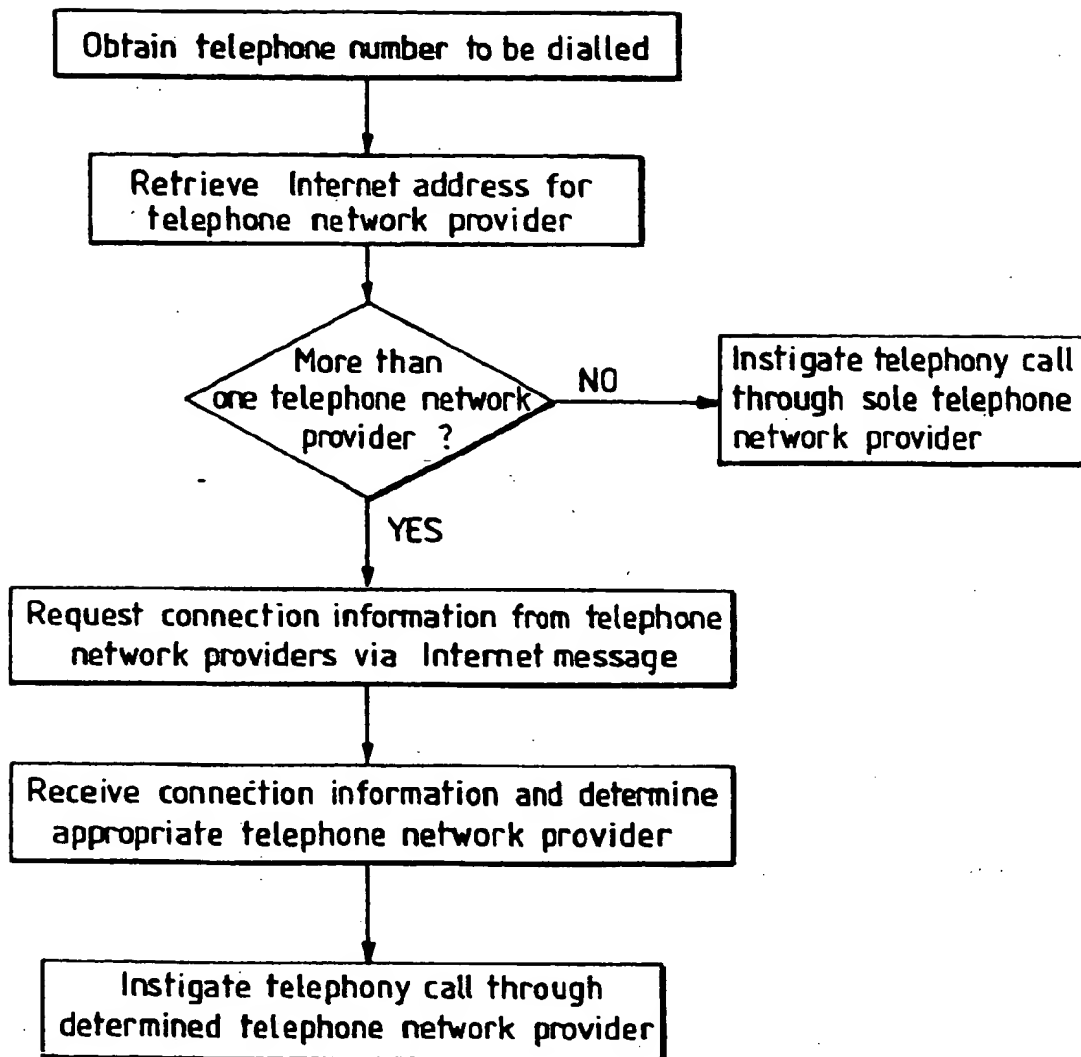 Obtain telephone number to be dialled
Retrieve Internet address for
telephone network provider
More than
one telephone network
provider ?
NO
Instigate telephony call
through sole telephone
network provider
YES
Request connection information from telephone
network providers via Internet message
Receive connection information and determine
appropriate telephone network provider
Instigate telephony call through
determined telephone network provider